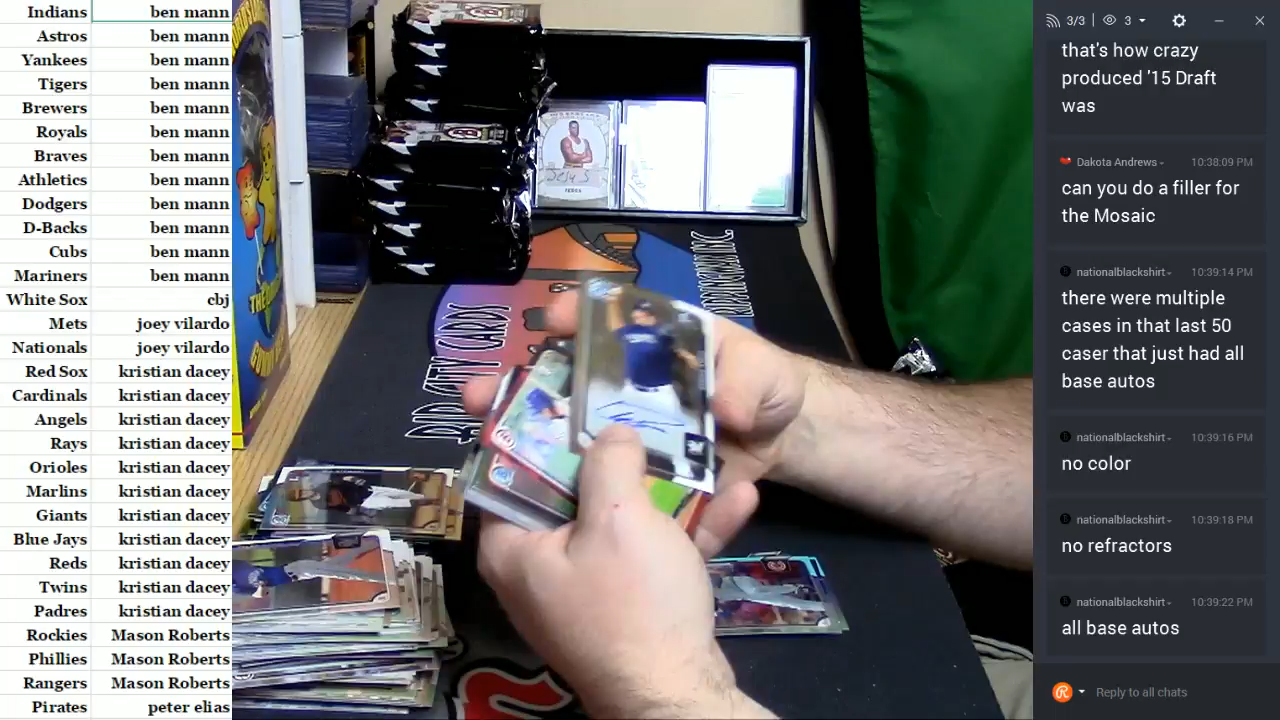 Indians ben mann
Astros ben mann
Yankees ben mann
Tigers ben mann
Brewers ben mann
Royals ben mann
Braves ben mann
Athletics ben mann
Dodgers ben mann
D-Backs ben mann
Cubs ben mann
Mariners ben mann
White Sox cbj
Mets joey vilardo
Nationals joey vilardo
Red Sox kristian dacey
Cardinals kristian dacey
Angels kristian dacey
Rays kristian dacey
Orioles kristian dacey
Marlins kristian dacey
Giants kristian dacey
Blue Jays kristian dacey
Reds kristian dacey
Twins kristian dacey
Padres kristian dacey
Rockies Mason Roberts
Phillies Mason Roberts
Rangers Mason Roberts
Pirates peter elias
RIP CITY CARDS
3/3 3
that's how crazy
produced '15 Draft
was
Dakota Andrews 10:38:09 PM
can you do a filler for
the Mosaic
nationalblackshirt 10:39:14 PM
there were multiple
cases in that last 50
caser that just had all
base autos
nationalblackshirt 10:39:16 PM
no color
nationalblackshirt 10:39:18 PM
no refractors
nationalblackshirt 10:39:22 PM
all base autos
Reply to all chats